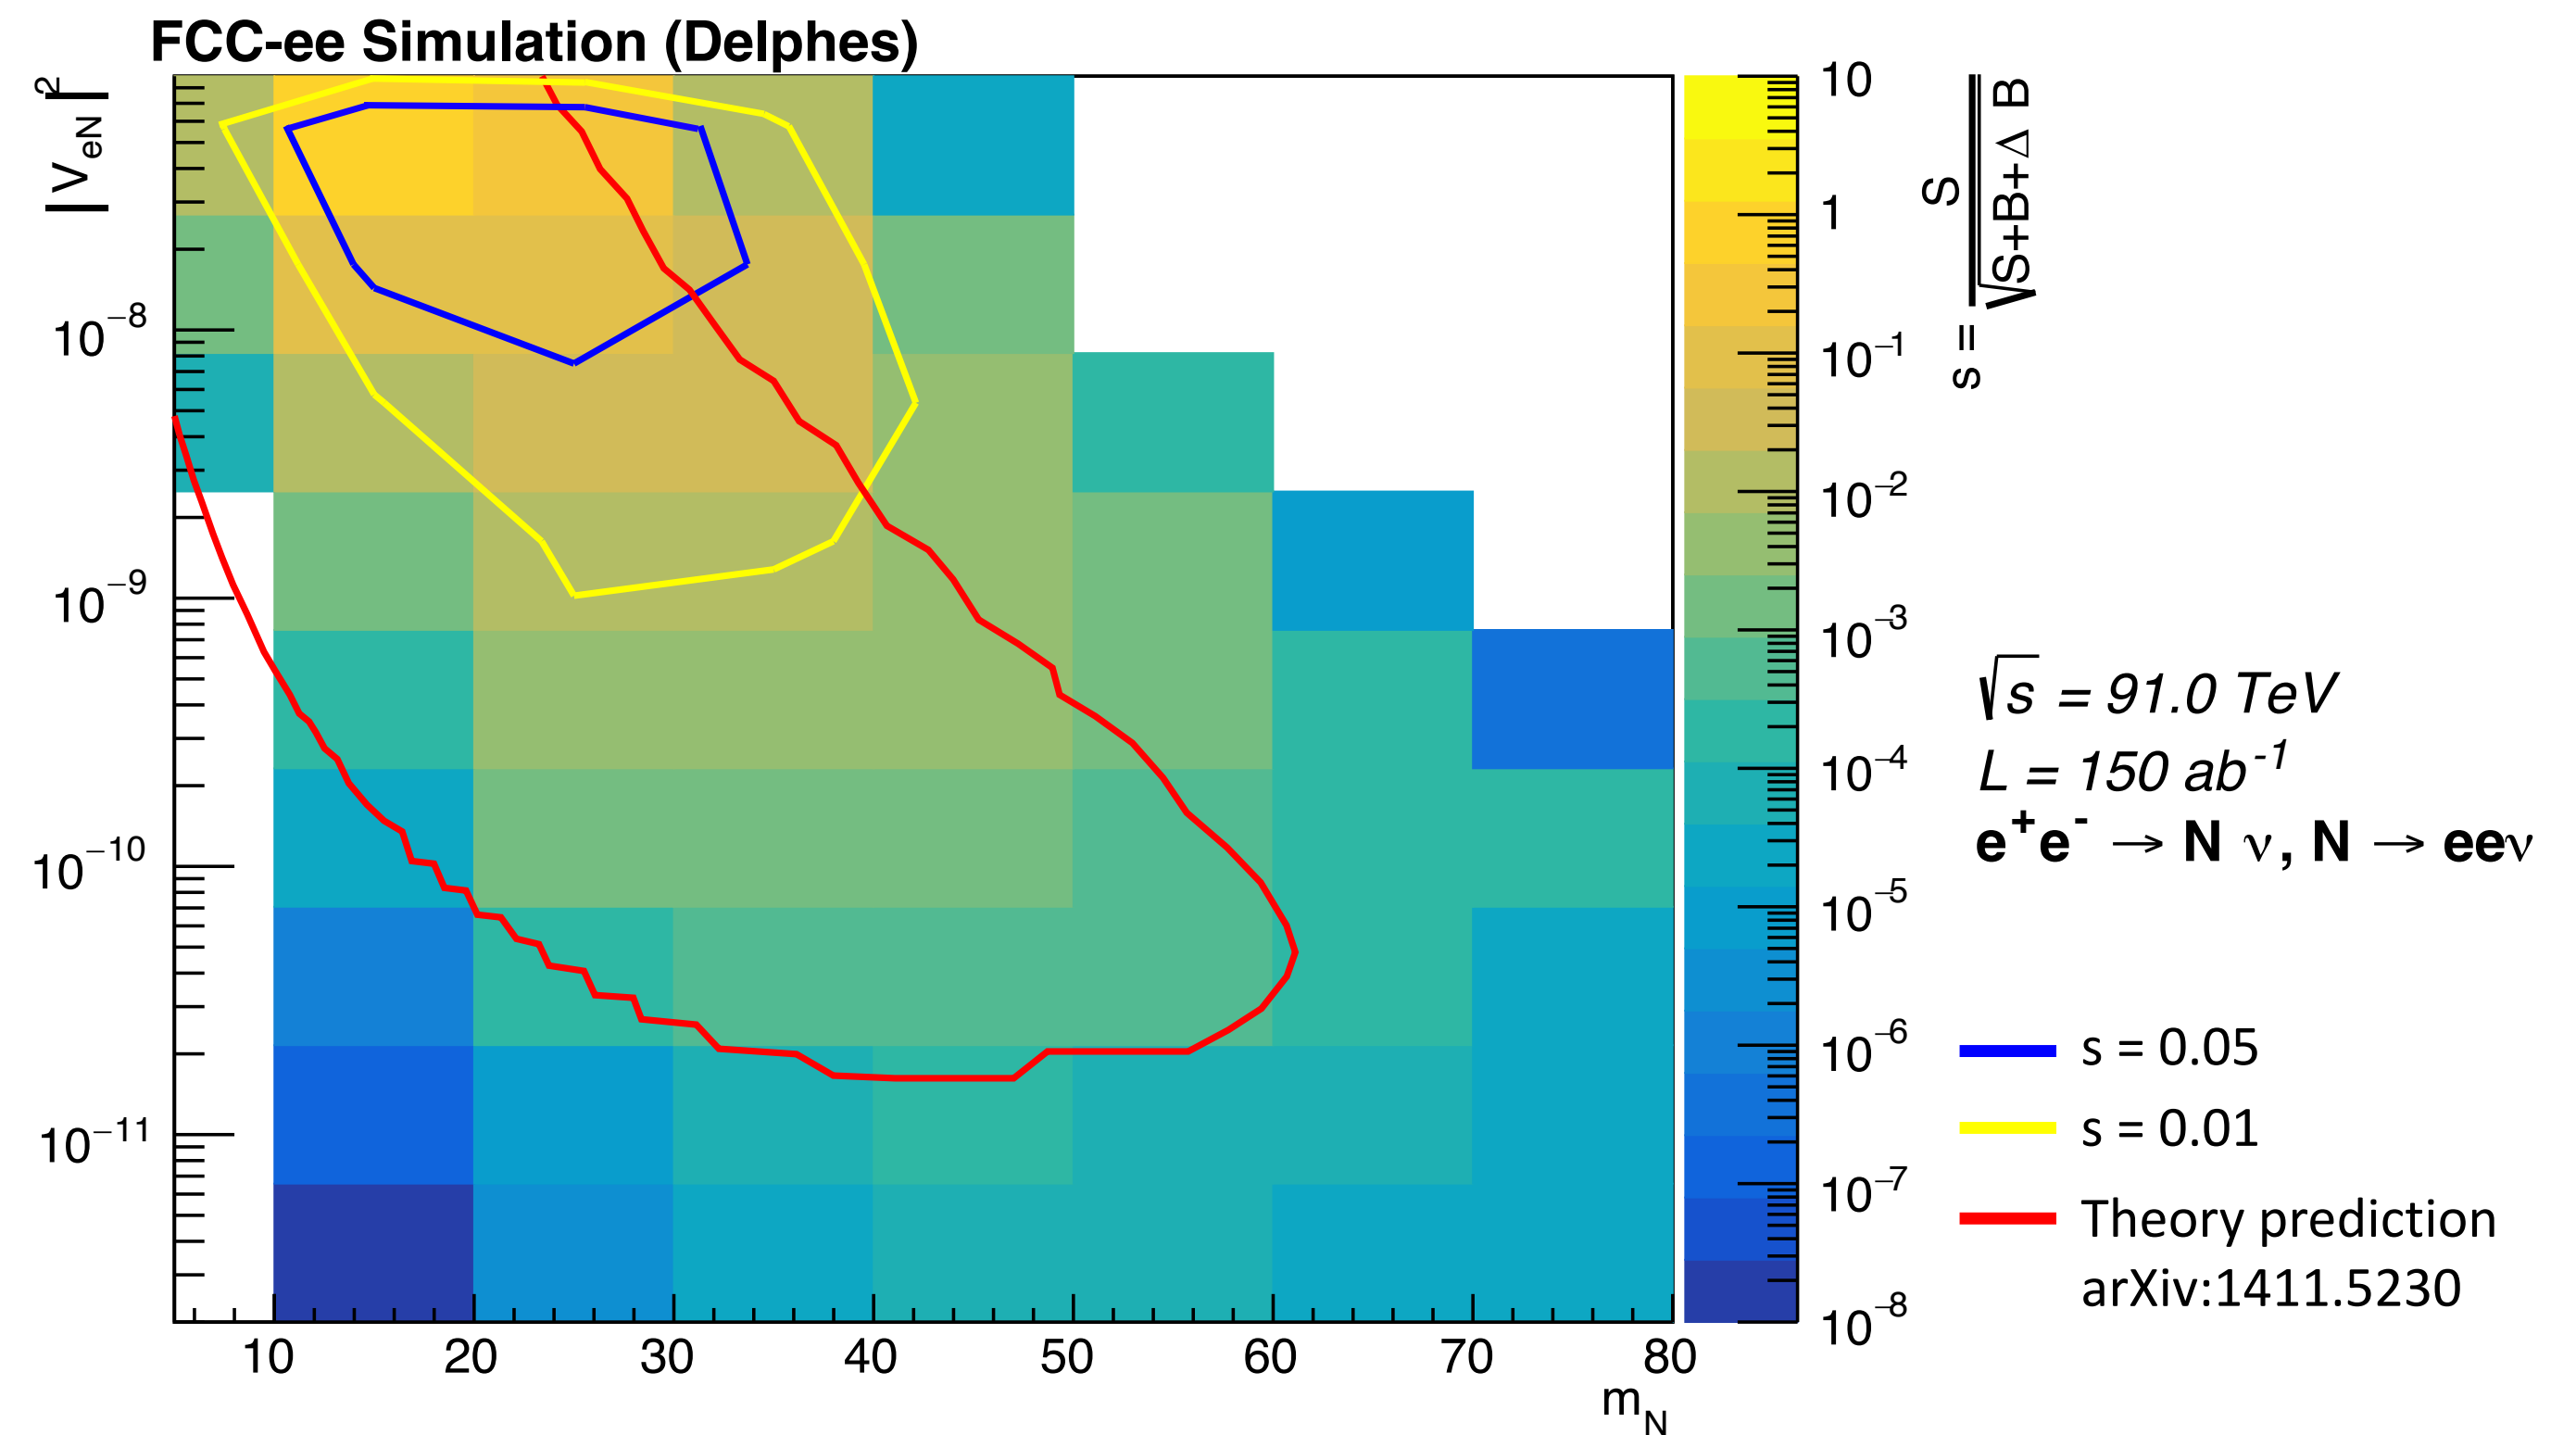 FCC-ee Simulation (Delphes)
|V_eN|²
10⁻⁸
10⁻⁹
10⁻¹⁰
10⁻¹¹
10 20 30 40 50 60 70 80
m_N
10
1
10⁻¹
10⁻²
10⁻³
10⁻⁴
10⁻⁵
10⁻⁶
10⁻⁷
10⁻⁸
s = S / √(S+B+Δ B)
√s = 91.0 TeV
L = 150 ab⁻¹
e⁺e⁻ → N ν, N → eeν
s = 0.05
s = 0.01
Theory prediction
arXiv:1411.5230